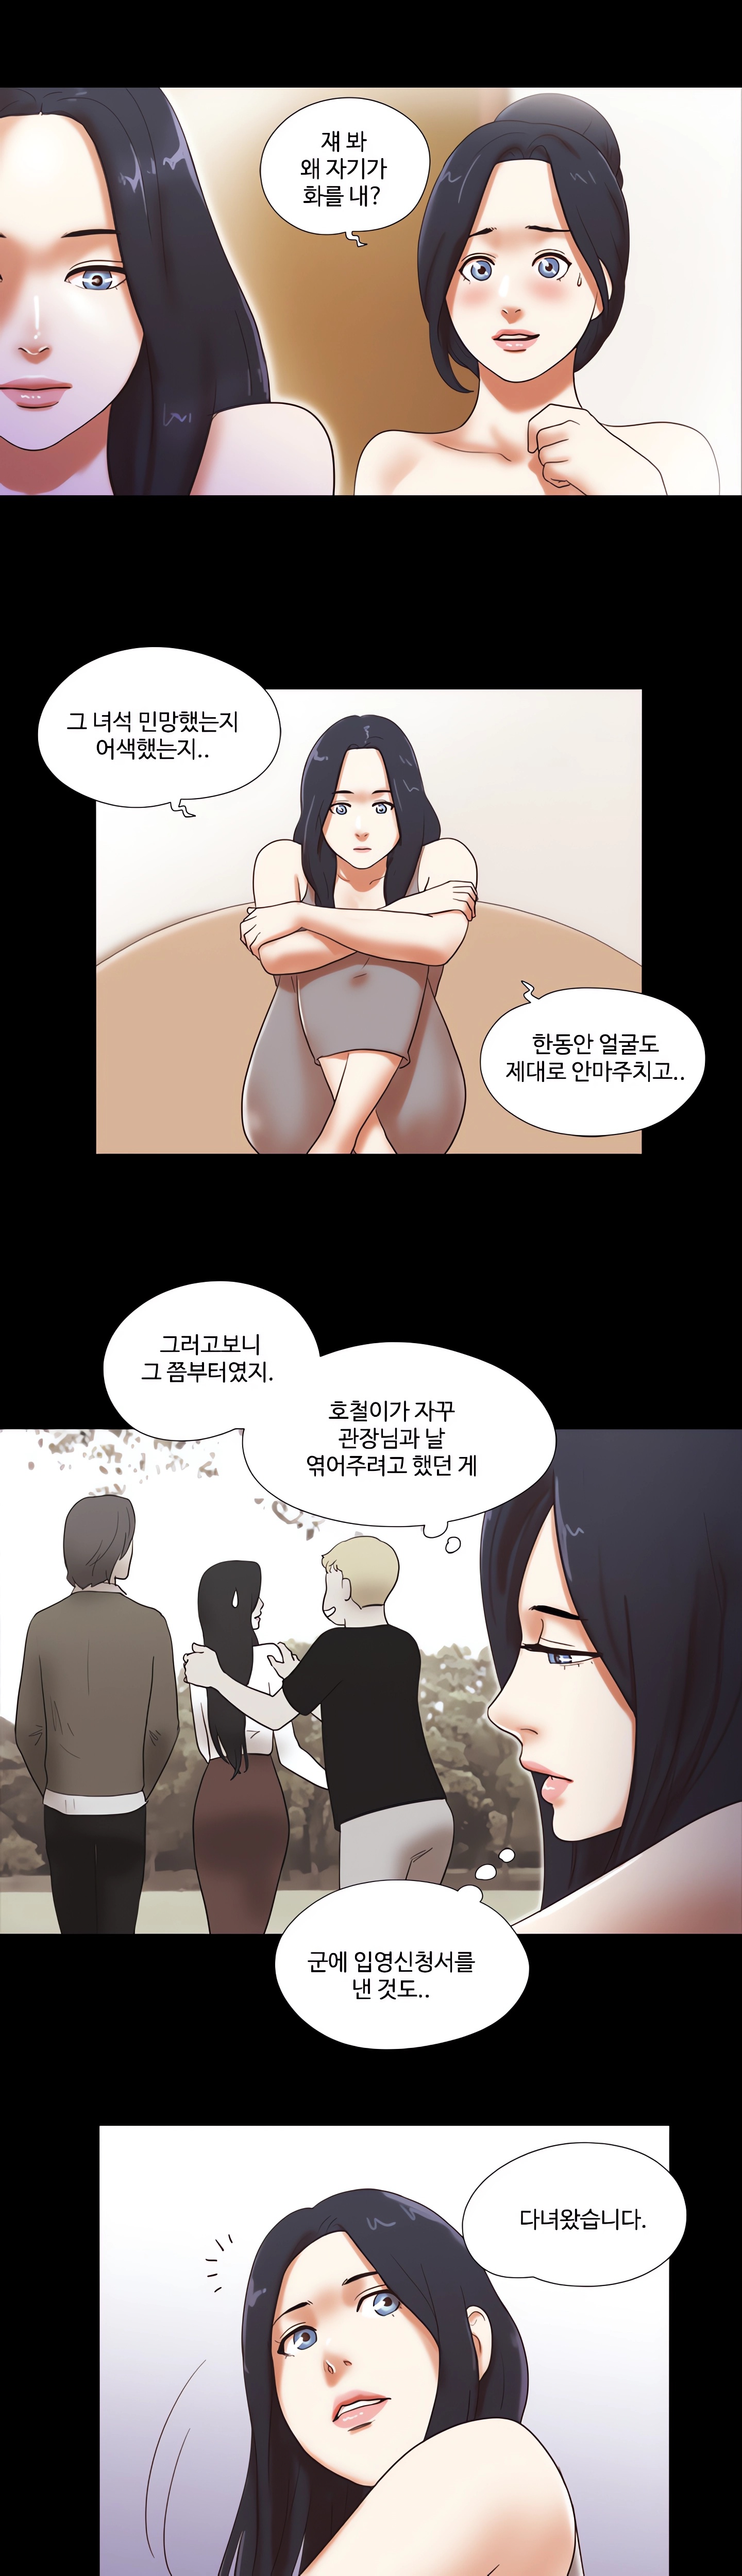 쟤 봐
왜 자기가
화를 내?
그 녀석 민망했는지
어색했는지..
한동안 얼굴도
제대로 안마주치고..
그러고보니
그 쯤부터였지.
호철이가 자꾸
관장님과 날
엮어주려고 했던 게
군에 입영신청서를
낸 것도..
다녀왔습니다.